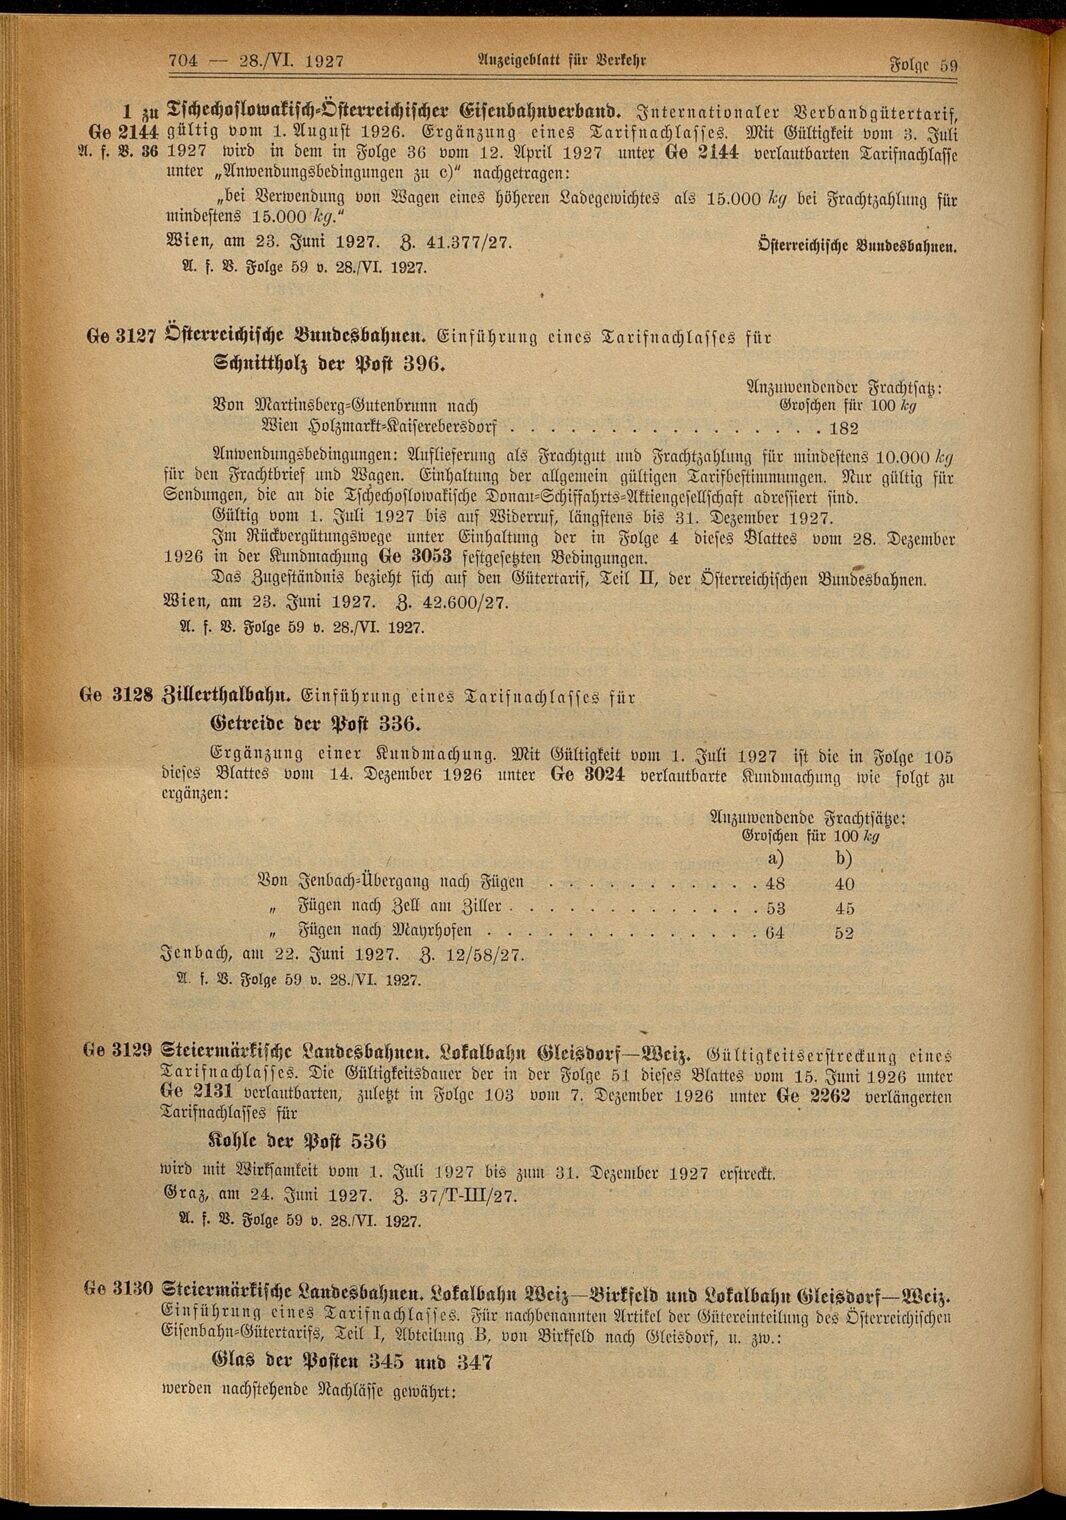 704 — 28./VI. 1927 Anzeigeblatt für Verkehr Folge 59
1 zu Tschechoslowakisch-Österreichischer Eisenbahnverband. Internationaler Verbandgütertarif,
Ge 2144 gültig vom 1. August 1926. Ergänzung eines Tarifnachlasses. Mit Gültigkeit vom 3. Juli
A. f. V. 36 1927 wird in dem in Folge 36 vom 12. April 1927 unter Ge 2144 verlautbarten Tarifnachlasse
unter „Anwendungsbedingungen zu c)“ nachgetragen:
„bei Verwendung von Wagen eines höheren Ladegewichtes als 15.000 kg bei Frachtzahlung für
mindestens 15.000 kg.“
Wien, am 23. Juni 1927. Z. 41.377/27. Österreichische Bundesbahnen.
A. f. V. Folge 59 v. 28./VI. 1927.
Ge 3127 Österreichische Bundesbahnen. Einführung eines Tarifnachlasses für
Schnittholz der Post 396.
Anzuwendender Frachtsatz:
Von Martinsberg-Gutenbrunn nach Groschen für 100 kg
Wien Holzmarkt-Kaiserebersdorf . . . . . . . . . . . . . . . . 182
Anwendungsbedingungen: Auflieferung als Frachtgut und Frachtzahlung für mindestens 10.000 kg
für den Frachtbrief und Wagen. Einhaltung der allgemein gültigen Tarifbestimmungen. Nur gültig für
Sendungen, die an die Tschechoslowakische Donau-Schiffahrts-Aktiengesellschaft adressiert sind.
Gültig vom 1. Juli 1927 bis auf Widerruf, längstens bis 31. Dezember 1927.
Im Rückvergütungswege unter Einhaltung der in Folge 4 dieses Blattes vom 28. Dezember
1926 in der Kundmachung Ge 3053 festgesetzten Bedingungen.
Das Zugeständnis bezieht sich auf den Gütertarif, Teil II, der Österreichischen Bundesbahnen.
Wien, am 23. Juni 1927. Z. 42.600/27.
A. f. V. Folge 59 v. 28./VI. 1927.
Ge 3128 Zillerthalbahn. Einführung eines Tarifnachlasses für
Getreide der Post 336.
Ergänzung einer Kundmachung. Mit Gültigkeit vom 1. Juli 1927 ist die in Folge 105
dieses Blattes vom 14. Dezember 1926 unter Ge 3024 verlautbarte Kundmachung wie folgt zu
ergänzen:
Anzuwendende Frachtsätze:
Groschen für 100 kg
a) b)
Von Jenbach-Übergang nach Fügen . . . . . . . . . . . 48 40
„ Fügen nach Zell am Ziller . . . . . . . . . . . . . 53 45
„ Fügen nach Mayrhofen . . . . . . . . . . . . . . 64 52
Jenbach, am 22. Juni 1927. Z. 12/58/27.
A. f. V. Folge 59 v. 28./VI. 1927.
Ge 3129 Steiermärkische Landesbahnen. Lokalbahn Gleisdorf—Weiz. Gültigkeitserstreckung eines
Tarifnachlasses. Die Gültigkeitsdauer der in der Folge 51 dieses Blattes vom 15. Juni 1926 unter
Ge 2131 verlautbarten, zuletzt in Folge 103 vom 7. Dezember 1926 unter Ge 2262 verlängerten
Tarifnachlasses für
Kohle der Post 536
wird mit Wirksamkeit vom 1. Juli 1927 bis zum 31. Dezember 1927 erstreckt.
Graz, am 24. Juni 1927. Z. 37/T-III/27.
A. f. V. Folge 59 v. 28./VI. 1927.
Ge 3130 Steiermärkische Landesbahnen. Lokalbahn Weiz—Birkfeld und Lokalbahn Gleisdorf—Weiz.
Einführung eines Tarifnachlasses. Für nachbenannten Artikel der Gütereinteilung des Österreichischen
Eisenbahn-Gütertarifs, Teil I, Abteilung B, von Birkfeld nach Gleisdorf, u. zw.:
Glas der Posten 345 und 347
werden nachstehende Nachlässe gewährt: